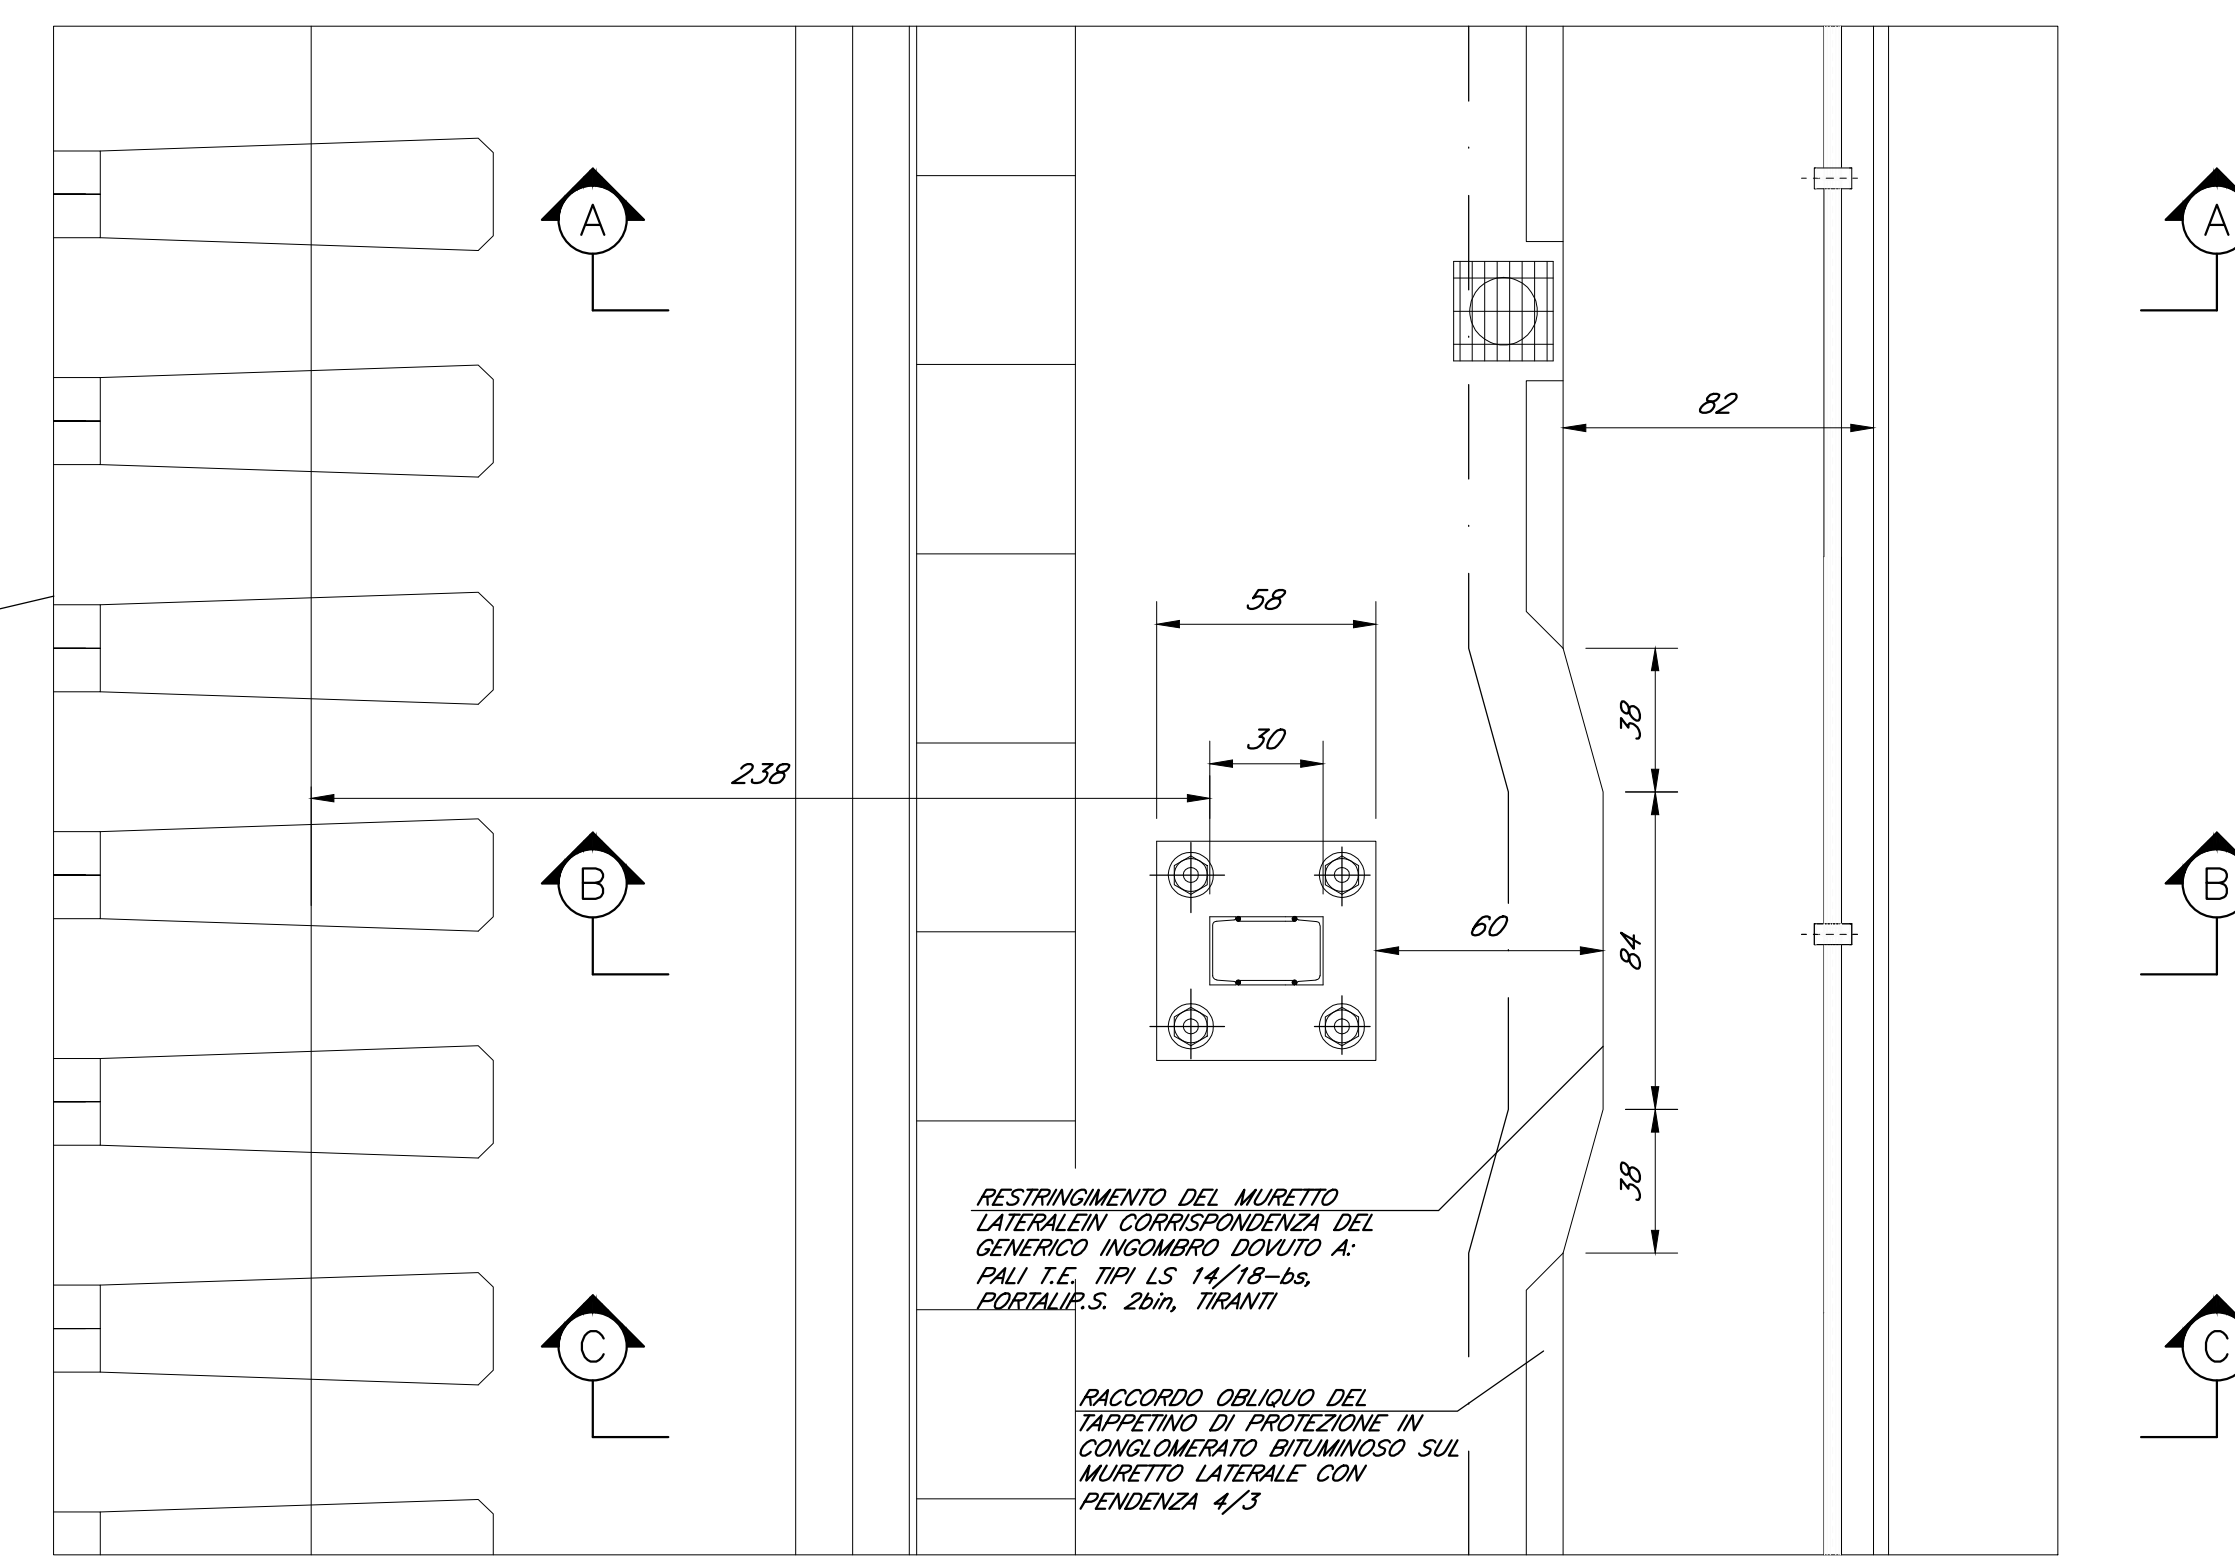 A
A
82
58
38
30
238
B
B
60
84
38
RESTRINGIMENTO DEL MURETTO
LATERALEIN CORRISPONDENZA DEL
GENERICO INGOMBRO DOVUTO A:
PALI T.E. TIPI LS 14/18-bs,
PORTALIP.S. 2bin, TIRANTI
C
C
RACCORDO OBLIQUO DEL
TAPPETINO DI PROTEZIONE IN
CONGLOMERATO BITUMINOSO SUL
MURETTO LATERALE CON
PENDENZA 4/3